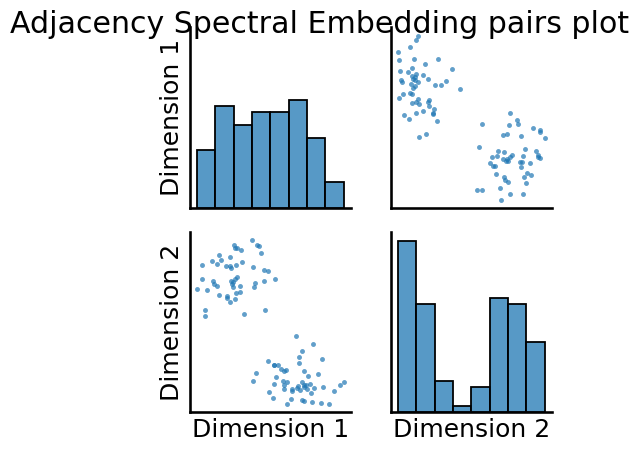 Adjacency Spectral Embedding pairs plot
Dimension 1
Dimension 2
Dimension 1
Dimension 2